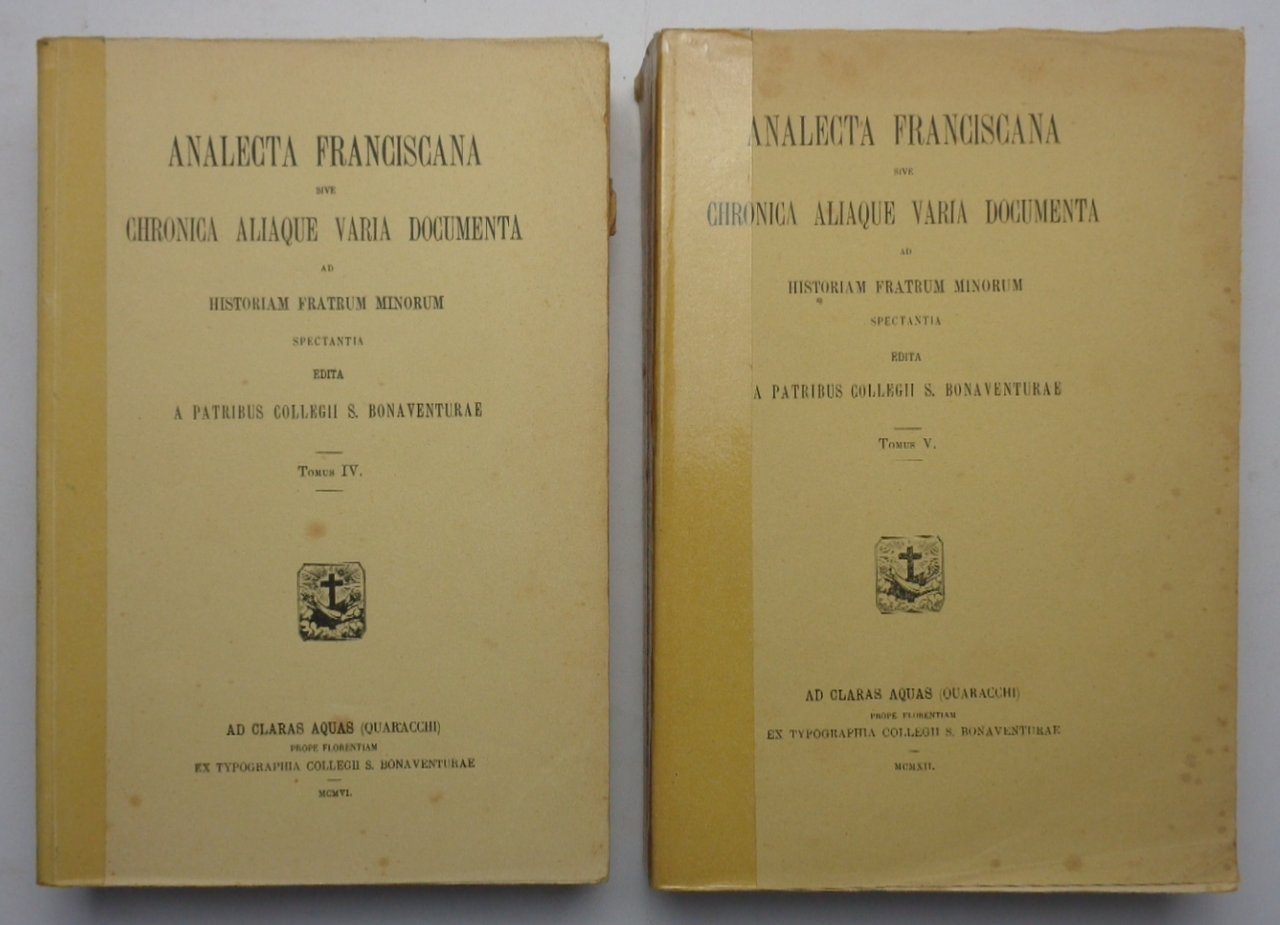 ANALECTA FRANCISCANA
SIVE
CHRONICA ALIAQUE VARIA DOCUMENTA
AD
HISTORIAM FRATRUM MINORUM
SPECTANTIA
EDITA
A PATRIBUS COLLEGII S. BONAVENTURAE
TOMUS IV.
AD CLARAS AQUAS (QUARACCHI)
PROPE FLORENTIAM
EX TYPOGRAPHIA COLLEGII S. BONAVENTURAE
MCMVI.
ANALECTA FRANCISCANA
SIVE
CHRONICA ALIAQUE VARIA DOCUMENTA
AD
HISTORIAM FRATRUM MINORUM
SPECTANTIA
EDITA
A PATRIBUS COLLEGII S. BONAVENTURAE
TOMUS V.
AD CLARAS AQUAS (QUARACCHI)
PROPE FLORENTIAM
EX TYPOGRAPHIA COLLEGII S. BONAVENTURAE
MCMXII.